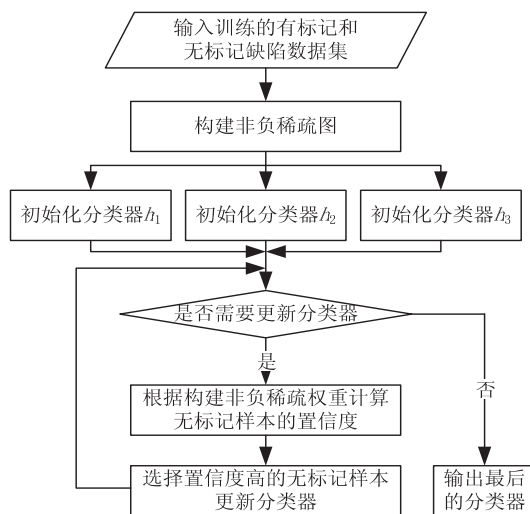 输入训练的有标记和
无标记缺陷数据集
构建非负稀疏图
初始化分类器h₁
初始化分类器h₂
初始化分类器h₃
是否需要更新分类器
是
否
根据构建非负稀疏权重计算
无标记样本的置信度
选择置信度高的无标记样本
更新分类器
输出最后
的分类器